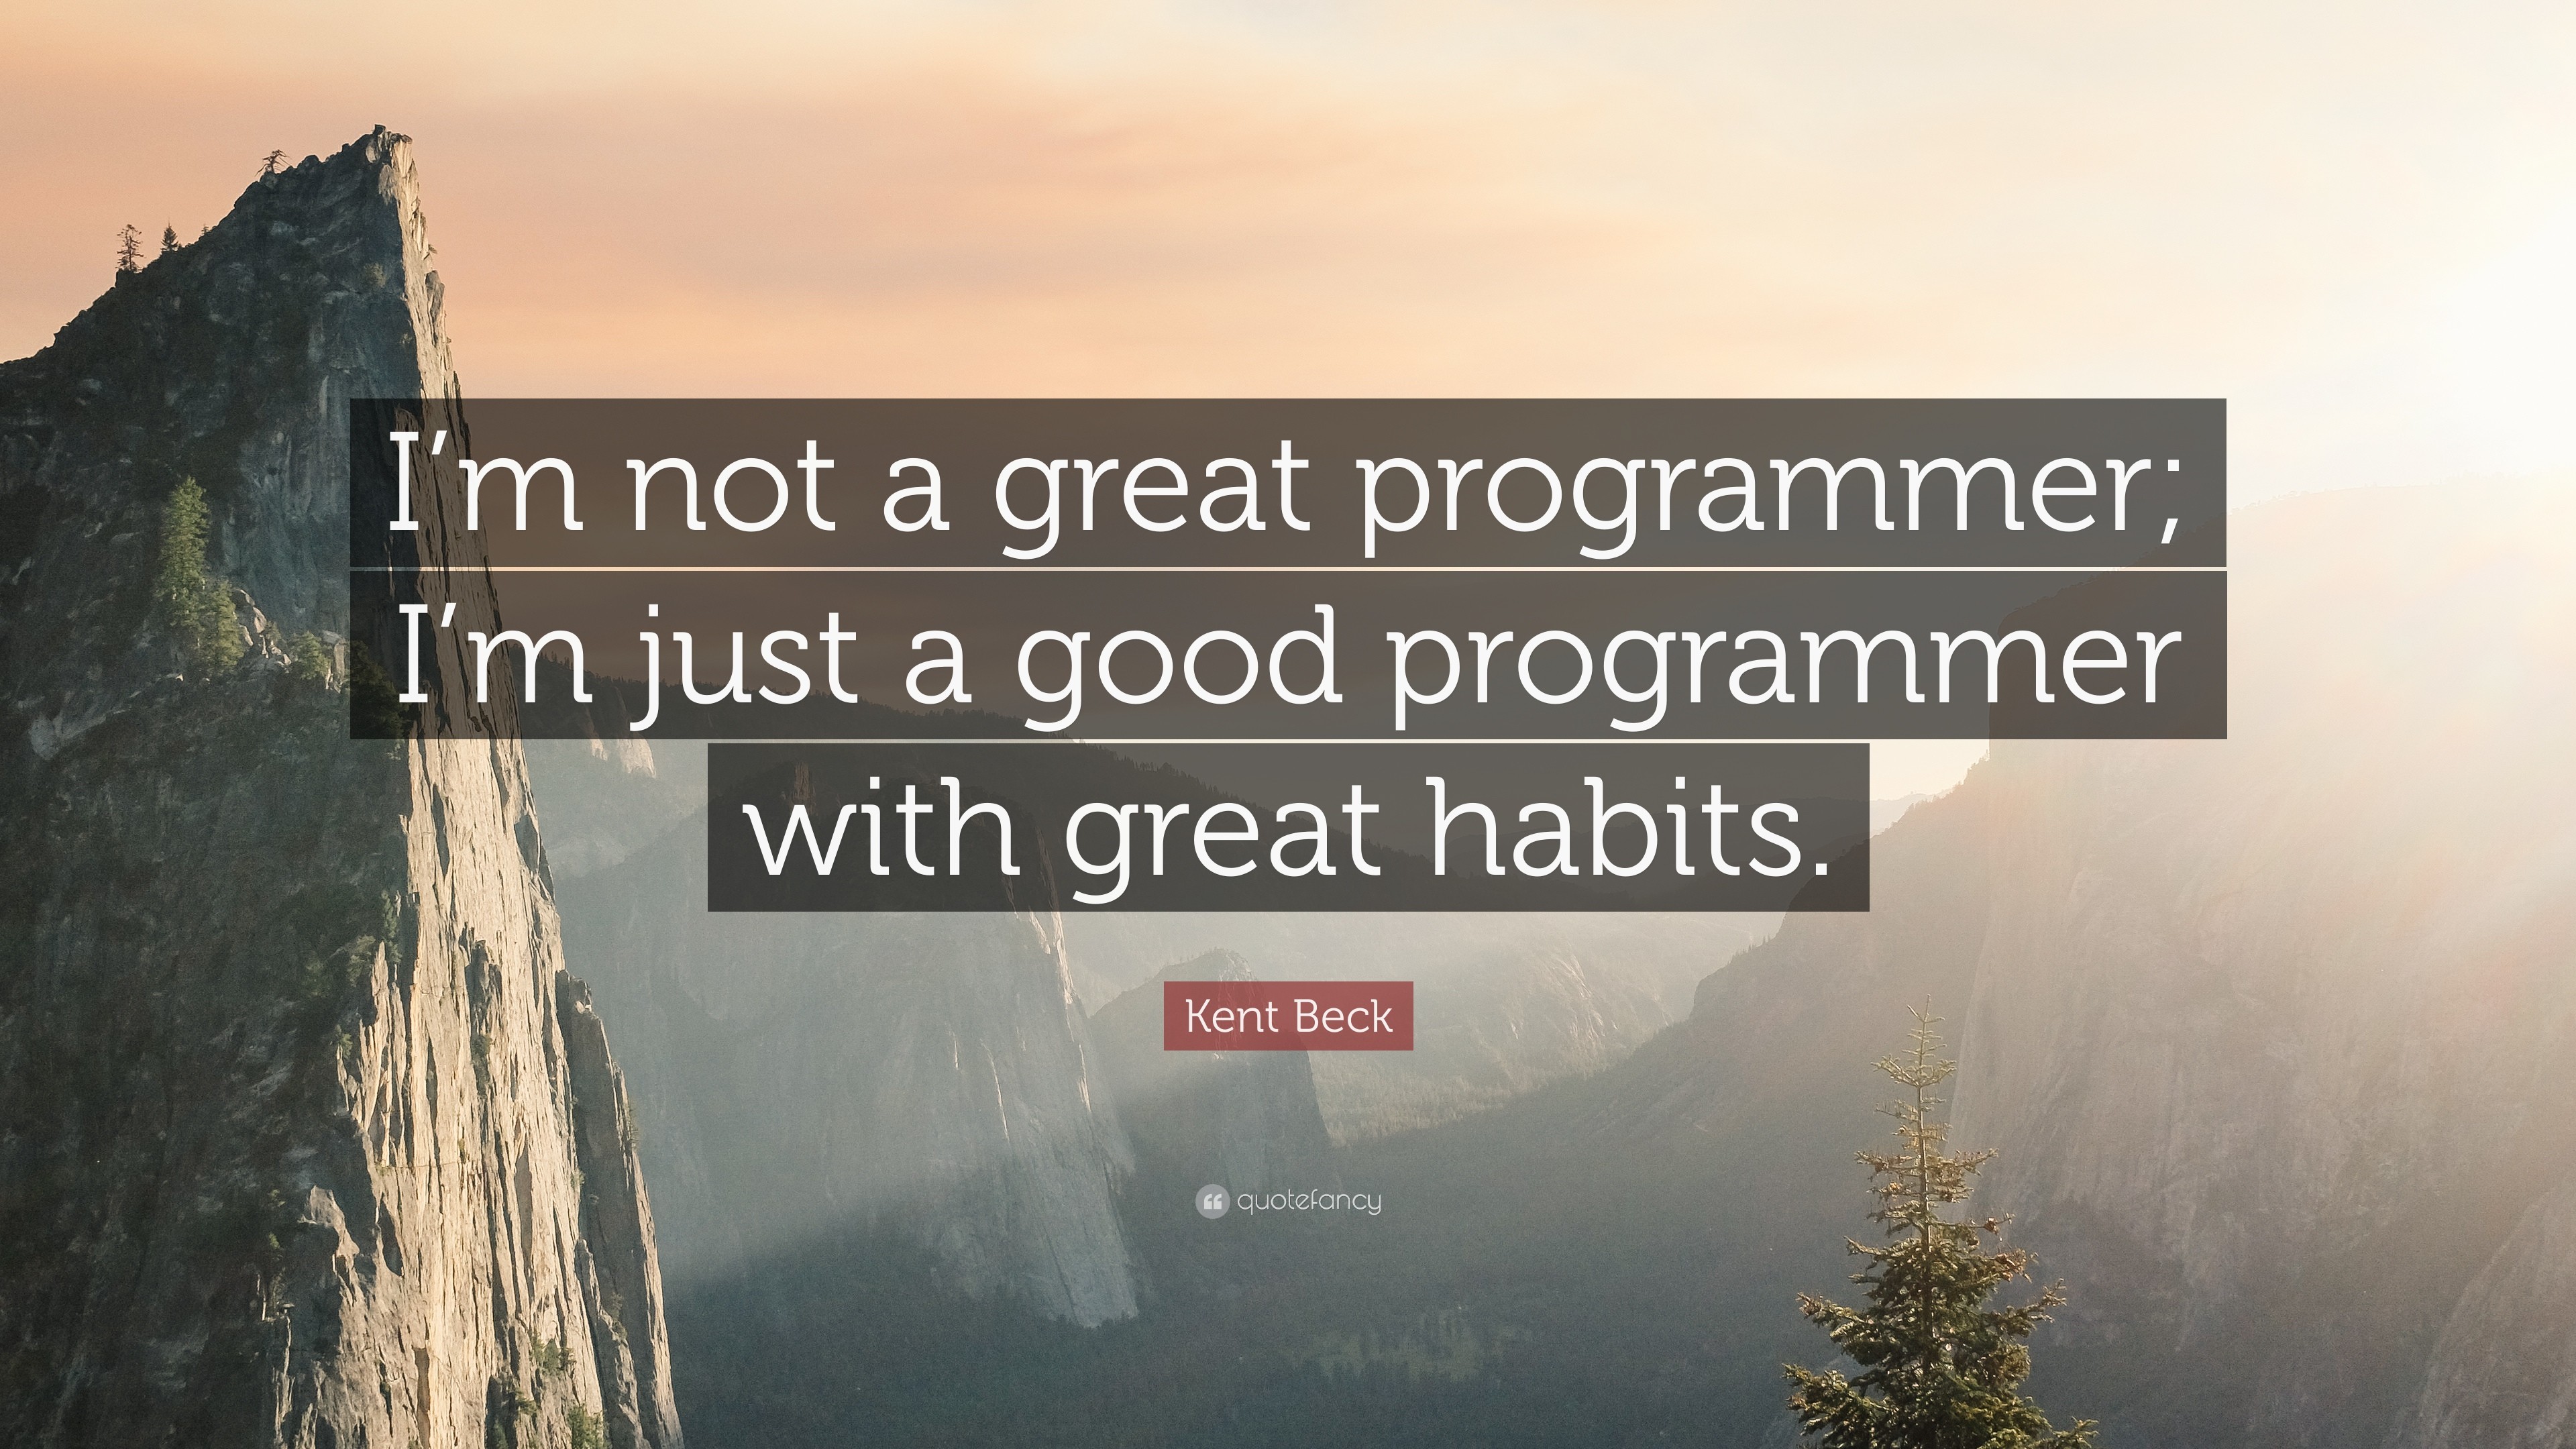 I’m not a great programmer;
I’m just a good programmer
with great habits.
Kent Beck
quotefancy